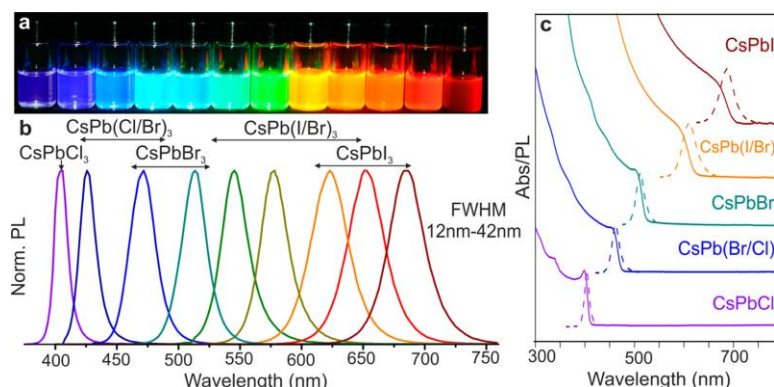 a
b
CsPb(Cl/Br)₃
CsPb(I/Br)₃
CsPbCl₃
CsPbBr₃
CsPbI₃
FWHM
12nm-42nm
Norm. PL
400 450 500 550 600 650 700 750
Wavelength (nm)
c
CsPbI
CsPb(I/Br)
CsPbBr
CsPb(Br/Cl)
CsPbCl
Abs/PL
300 500 700
Wavelength (nm)